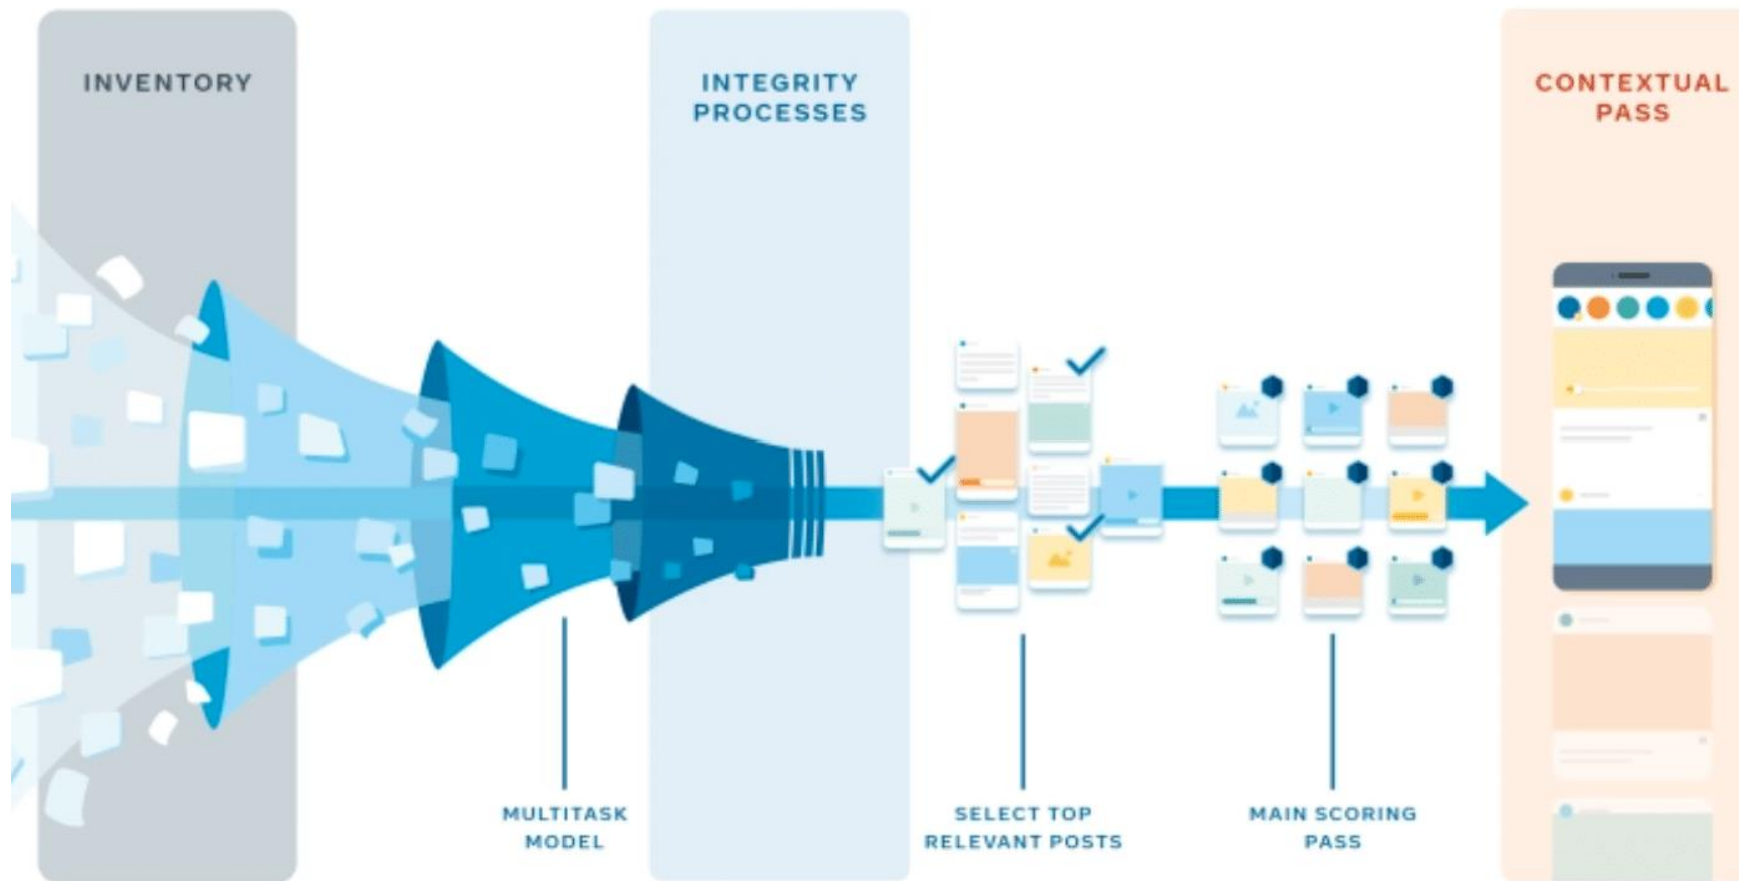 INVENTORY
INTEGRITY
PROCESSES
CONTEXTUAL
PASS
MULTITASK
MODEL
SELECT TOP
RELEVANT POSTS
MAIN SCORING
PASS